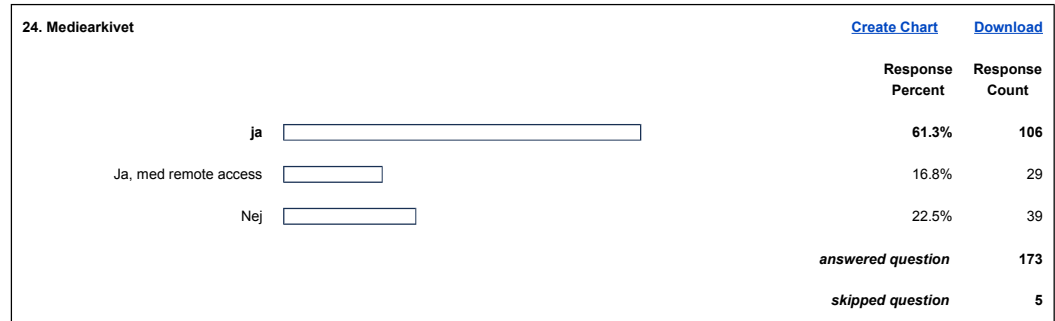 24. Mediearkivet Create Chart Download
Response Response
Percent Count
ja 61.3% 106
Ja, med remote access 16.8% 29
Nej 22.5% 39
answered question 173
skipped question 5